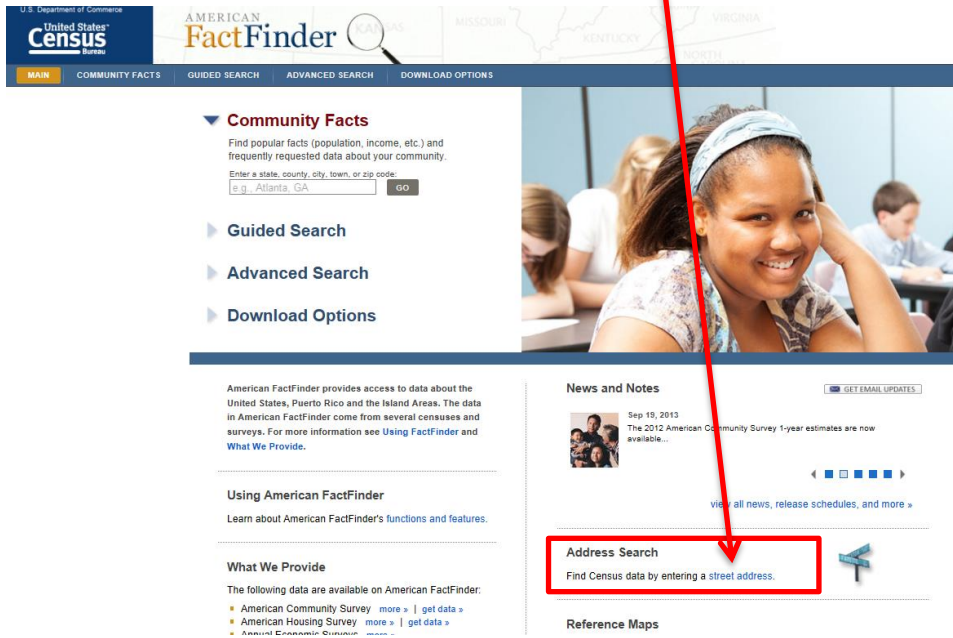 U.S. Department of Commerce
United States™
Census
Bureau
AMERICAN
FactFinder
KANSAS
MISSOURI
KENTUCKY
VIRGINIA
NORTH
MAIN COMMUNITY FACTS GUIDED SEARCH ADVANCED SEARCH DOWNLOAD OPTIONS
Community Facts
Find popular facts (population, income, etc.) and
frequently requested data about your community.
Enter a state, county, city, town, or zip code:
e.g., Atlanta, GA GO
Guided Search
Advanced Search
Download Options
American FactFinder provides access to data about the
United States, Puerto Rico and the Island Areas. The data
in American FactFinder come from several censuses and
surveys. For more information see Using FactFinder and
What We Provide.
Using American FactFinder
Learn about American FactFinder's functions and features.
What We Provide
The following data are available on American FactFinder:
American Community Survey more » | get data »
American Housing Survey more » | get data »
Annual Economic Surveys more »
News and Notes GET EMAIL UPDATES
Sep 19, 2013
The 2012 American Community Survey 1-year estimates are now
available...
view all news, release schedules, and more »
Address Search
Find Census data by entering a street address.
Reference Maps